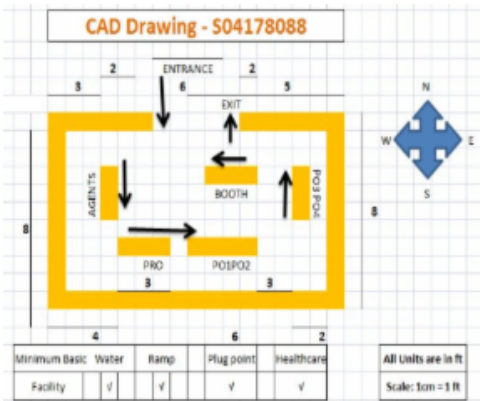 CAD Drawing - S04178088
2 ENTRANCE 2
3 6 5
EXIT
N
W E
S
AGENTS
BOOTH
PO3 PO4
8 8
PRO PO1PO2
3 3
4 6 2
Minimum Basic Water Ramp Plug point Healthcare
Facility √ √ √ √
All Units are in ft
Scale: 1cm = 1 ft